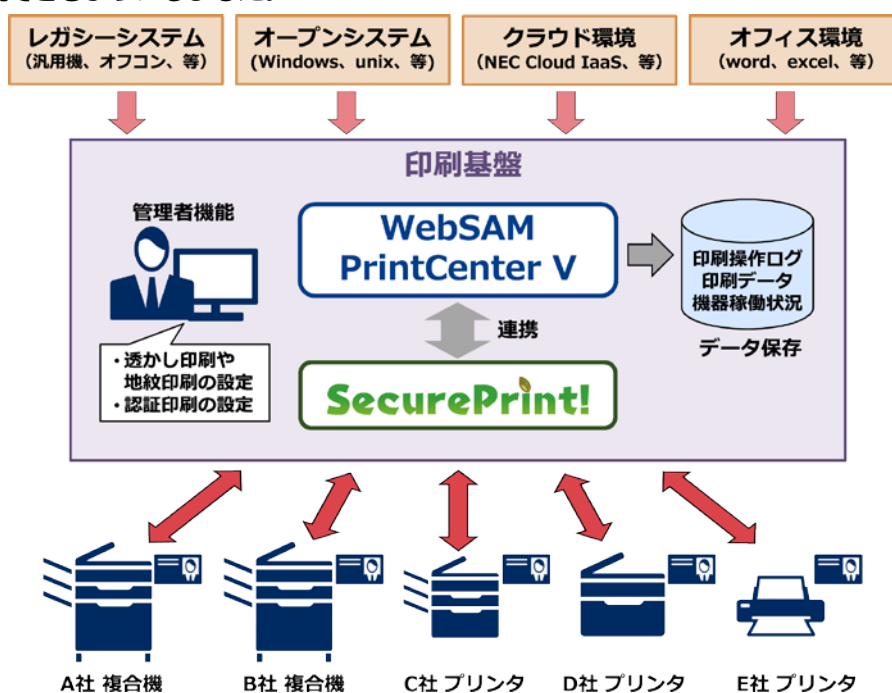 レガシーシステム
（汎用機、オフコン、等）
オープンシステム
(Windows、unix、等)
クラウド環境
（NEC Cloud IaaS、等）
オフィス環境
（word、excel、等）
印刷基盤
管理者機能
・透かし印刷や
地紋印刷の設定
・認証印刷の設定
WebSAM
PrintCenter V
連携
SecurePrint!
印刷操作ログ
印刷データ
機器稼働状況
データ保存
A社 複合機
B社 複合機
C社 プリンタ
D社 プリンタ
E社 プリンタ